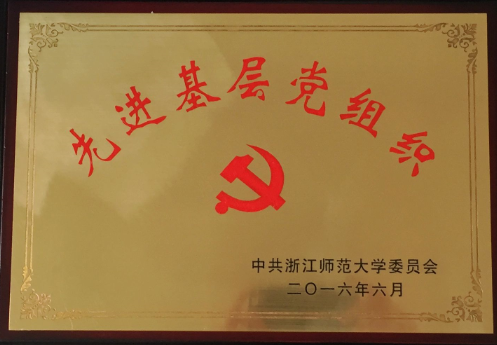 先进基层党组织
中共浙江师范大学委员会
二〇一六年六月